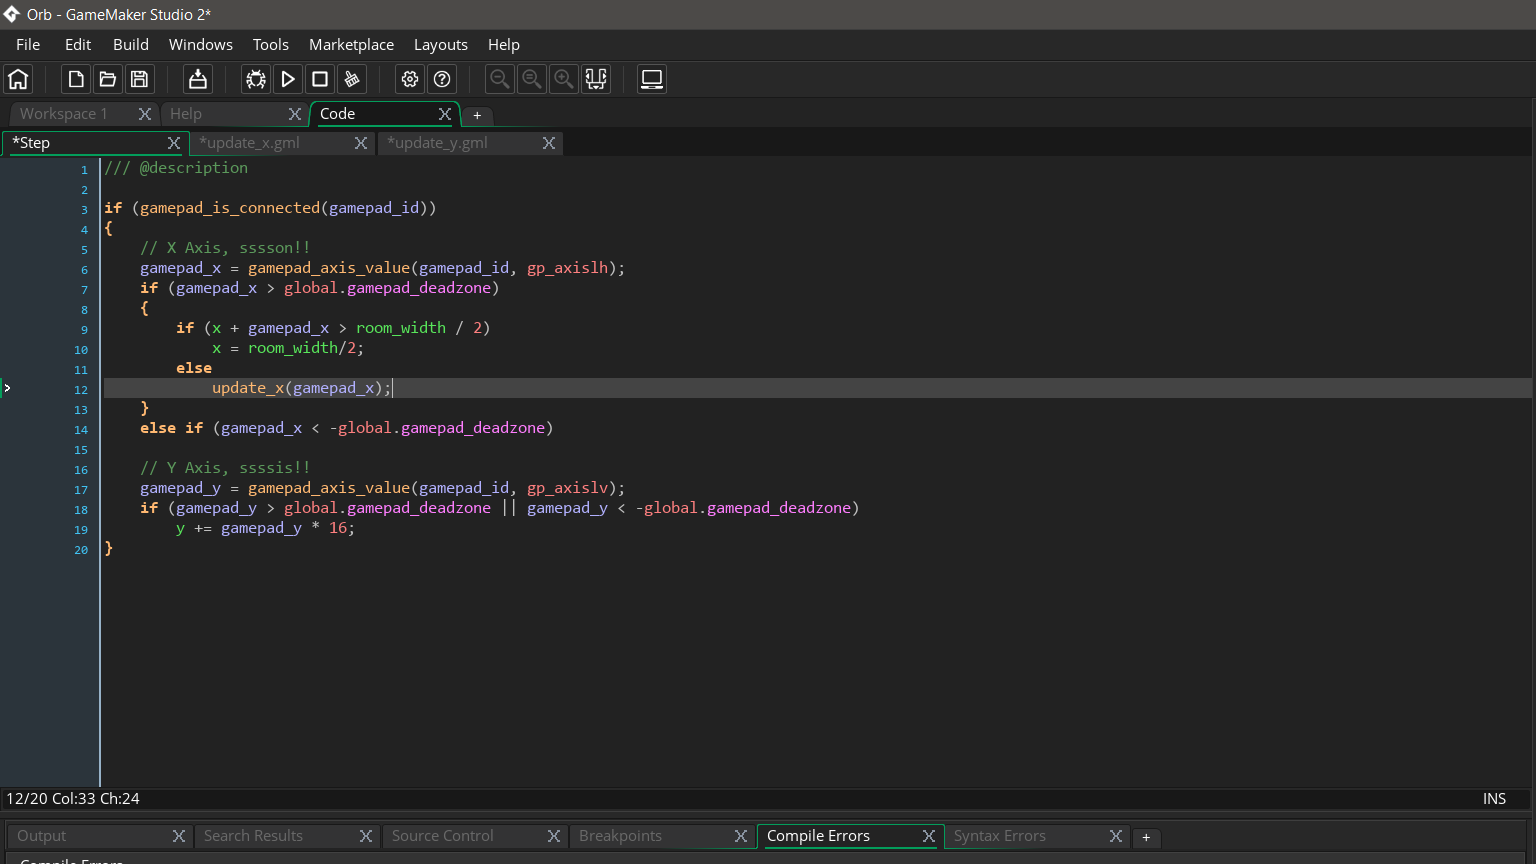 Orb - GameMaker Studio 2*
File Edit Build Windows Tools Marketplace Layouts Help
Workspace 1 Help Code +
*Step *update_x.gml *update_y.gml
1 /// @description
2
3 if (gamepad_is_connected(gamepad_id))
4 {
5 // X Axis, sssson!!
6 gamepad_x = gamepad_axis_value(gamepad_id, gp_axislh);
7 if (gamepad_x > global.gamepad_deadzone)
8 {
9 if (x + gamepad_x > room_width / 2)
10 x = room_width/2;
11 else
12 update_x(gamepad_x);
13 }
14 else if (gamepad_x < -global.gamepad_deadzone)
15
16 // Y Axis, ssssis!!
17 gamepad_y = gamepad_axis_value(gamepad_id, gp_axislv);
18 if (gamepad_y > global.gamepad_deadzone || gamepad_y < -global.gamepad_deadzone)
19 y += gamepad_y * 16;
20 }
12/20 Col:33 Ch:24 INS
Output Search Results Source Control Breakpoints Compile Errors Syntax Errors +
Compile Errors